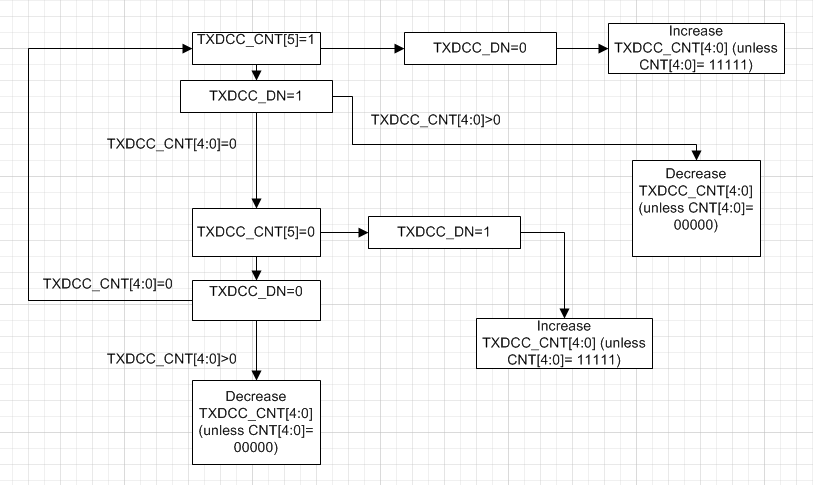 TXDCC_CNT[5]=1
TXDCC_DN=0
Increase
TXDCC_CNT[4:0] (unless
CNT[4:0]= 11111)
TXDCC_DN=1
TXDCC_CNT[4:0]>0
TXDCC_CNT[4:0]=0
Decrease
TXDCC_CNT[4:0]
(unless CNT[4:0]=
00000)
TXDCC_CNT[5]=0
TXDCC_DN=1
TXDCC_CNT[4:0]=0
TXDCC_DN=0
Increase
TXDCC_CNT[4:0] (unless
CNT[4:0]= 11111)
TXDCC_CNT[4:0]>0
Decrease
TXDCC_CNT[4:0]
(unless CNT[4:0]=
00000)